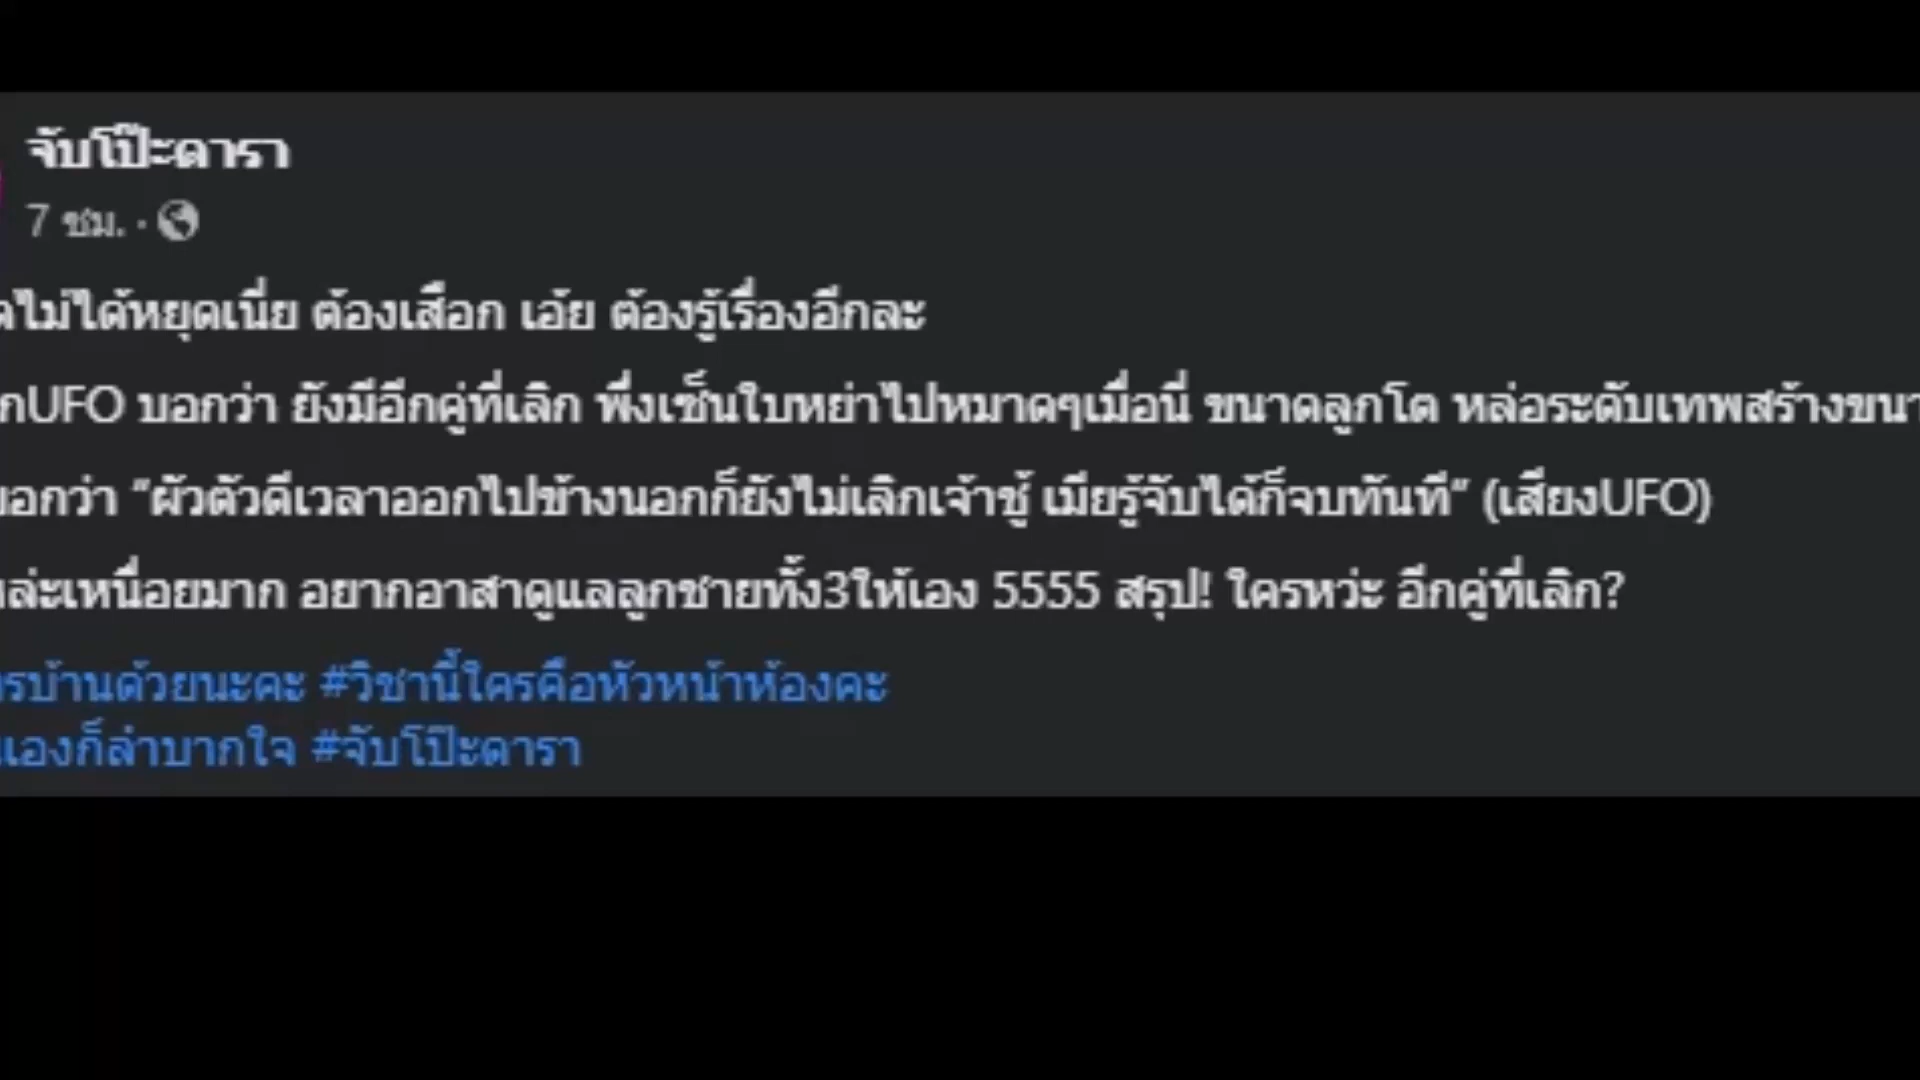 จับโป๊ะดารา
7 ชม. ·
ไม่ได้หยุดเนี่ย ต้องเสือก เอ้ย ต้องรู้เรื่องอีกละ
UFO บอกว่า ยังมีอีกคู่ที่เลิก พึ่งเซ็นใบหย่าไปหมาดๆเมื่อนี่ ขนาดลูกโต หล่อระดับเทพสร้าง
บอกว่า “ผัวตัวดีเวลาออกไปข้างนอกก็ยังไม่เลิกเจ้าชู้ เมียรู้จับได้ก็จบทันที” (เสียงUFO)
ล่ะเหนื่อยมาก อยากอาสาดูแลลูกชายทั้ง3ให้เอง 5555 สรุป! ใครหว่ะ อีกคู่ที่เลิก?
บ้านด้วยนะคะ #วิชานี้ใครคือหัวหน้าห้องคะ
เองก็ลำบากใจ #จับโป๊ะดารา